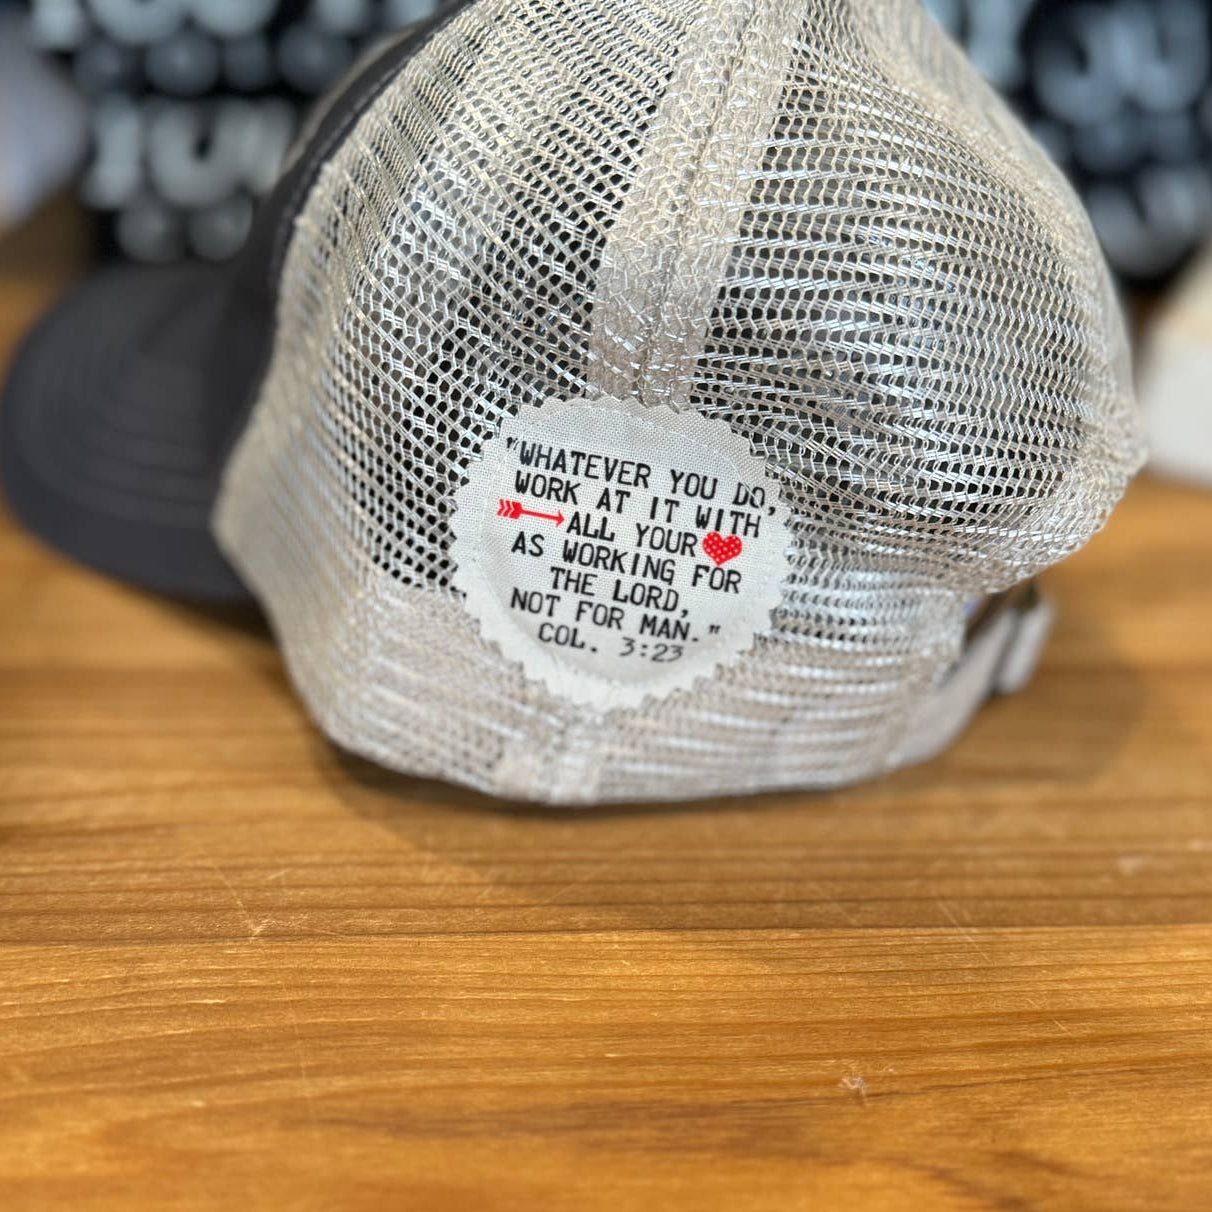 "WHATEVER YOU DO,
WORK AT IT WITH
ALL YOUR
AS WORKING FOR
THE LORD,
NOT FOR MAN."
COL. 3:23